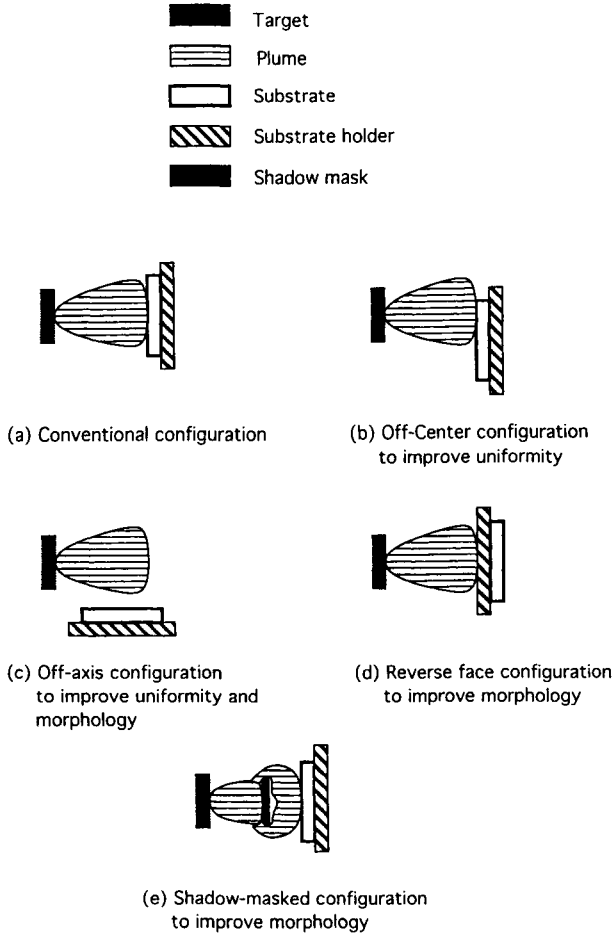 Target
Plume
Substrate
Substrate holder
Shadow mask
(a) Conventional configuration
(b) Off-Center configuration
to improve uniformity
(c) Off-axis configuration
to improve uniformity and
morphology
(d) Reverse face configuration
to improve morphology
(e) Shadow-masked configuration
to improve morphology